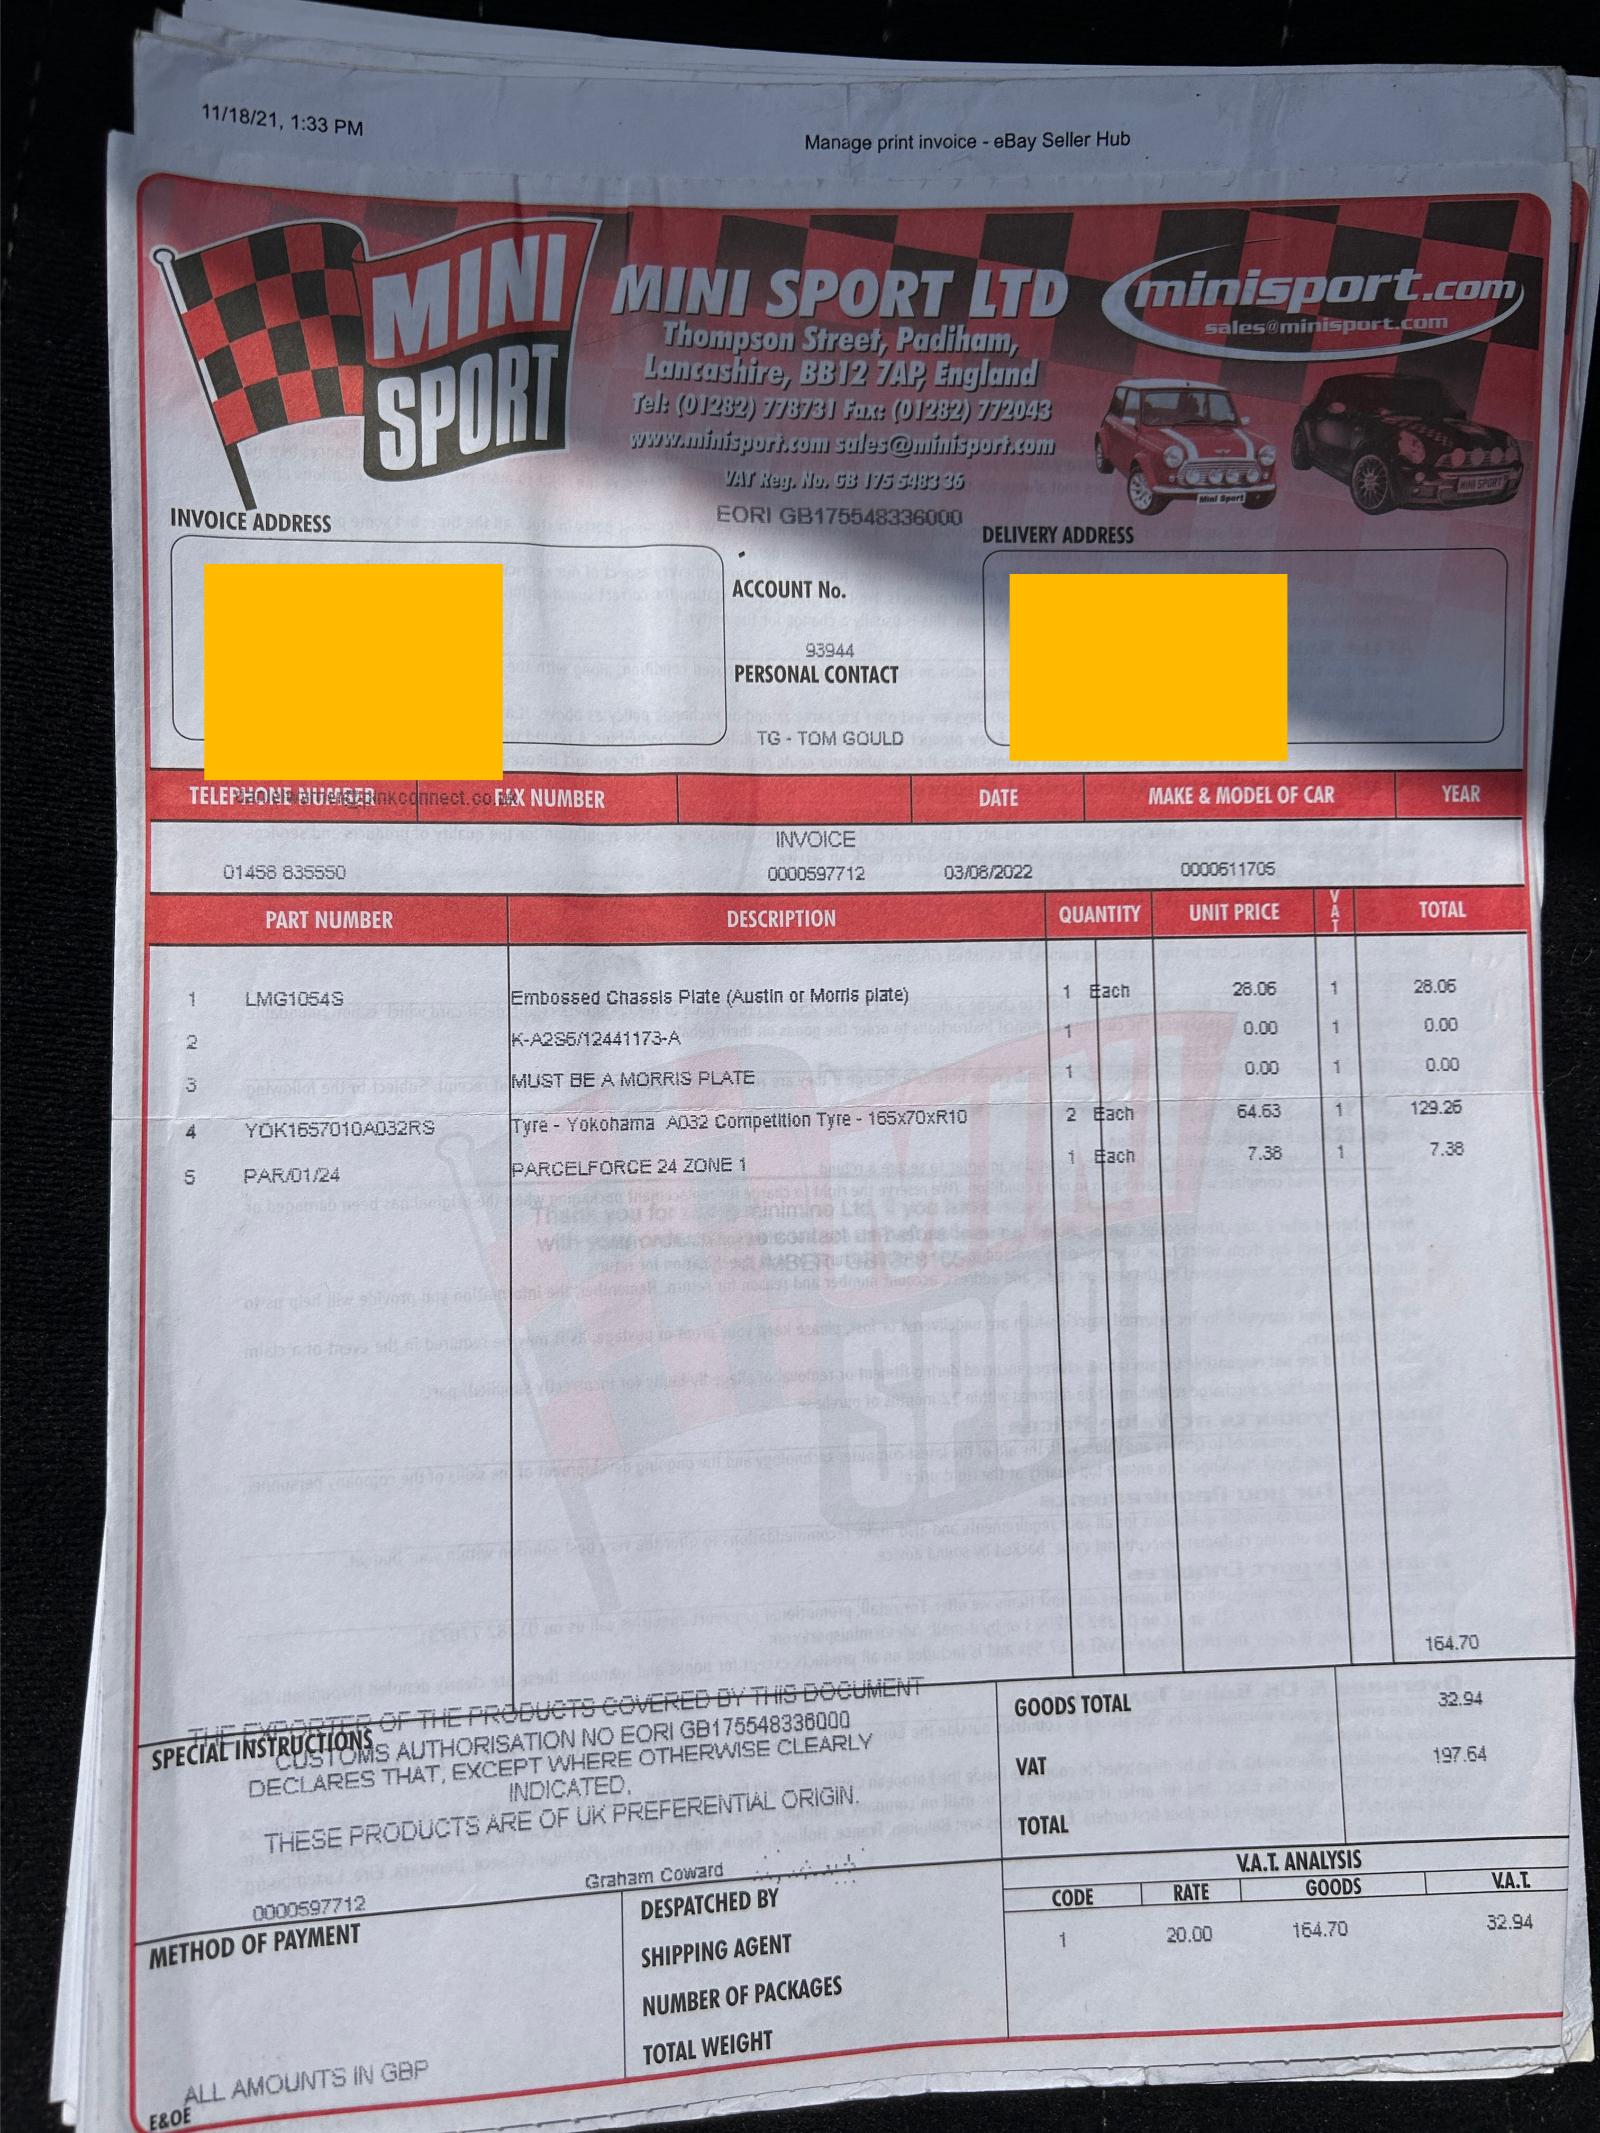 11/18/21, 1:33 PM
Manage print invoice - eBay Seller Hub
MINI
SPORT
MINI SPORT LTD
Thompson Street, Padiham,
Lancashire, BB12 7AP, England
Tel: (01282) 778731 Fax: (01282) 772043
www.minisport.com sales@minisport.com
VAT Reg. No. GB 175 5483 36
minisport.com
sales@minisport.com
Mini Sport
MINI SPORT
EORI GB175548336000
INVOICE ADDRESS
DELIVERY ADDRESS
ACCOUNT No.
93944
PERSONAL CONTACT
TG - TOM GOULD
TELEPHONE NUMBER FAX NUMBER DATE MAKE & MODEL OF CAR YEAR
INVOICE
01458 835550 0000597712 03/08/2022 0000611705
PART NUMBER DESCRIPTION QUANTITY UNIT PRICE VAT TOTAL
1 LMG1054S Embossed Chassis Plate (Austin or Morris plate) 1 Each 28.06 1 28.06
2 K-A2S6/12441173-A 1 0.00 1 0.00
3 MUST BE A MORRIS PLATE 1 0.00 1 0.00
4 YOK1657010A032RS Tyre - Yokohama A032 Competition Tyre - 165x70xR10 2 Each 64.63 1 129.26
5 PAR/01/24 PARCELFORCE 24 ZONE 1 1 Each 7.38 1 7.38
164.70
GOODS TOTAL 32.94
VAT 197.64
TOTAL
THE EXPORTER OF THE PRODUCTS COVERED BY THIS DOCUMENT
SPECIAL INSTRUCTIONS
CUSTOMS AUTHORISATION NO EORI GB175548336000
DECLARES THAT, EXCEPT WHERE OTHERWISE CLEARLY
INDICATED,
THESE PRODUCTS ARE OF UK PREFERENTIAL ORIGIN.
Graham Coward
0000597712
METHOD OF PAYMENT
DESPATCHED BY
SHIPPING AGENT
NUMBER OF PACKAGES
TOTAL WEIGHT
V.A.T. ANALYSIS
CODE RATE GOODS V.A.T.
1 20.00 164.70 32.94
ALL AMOUNTS IN GBP
E&OE